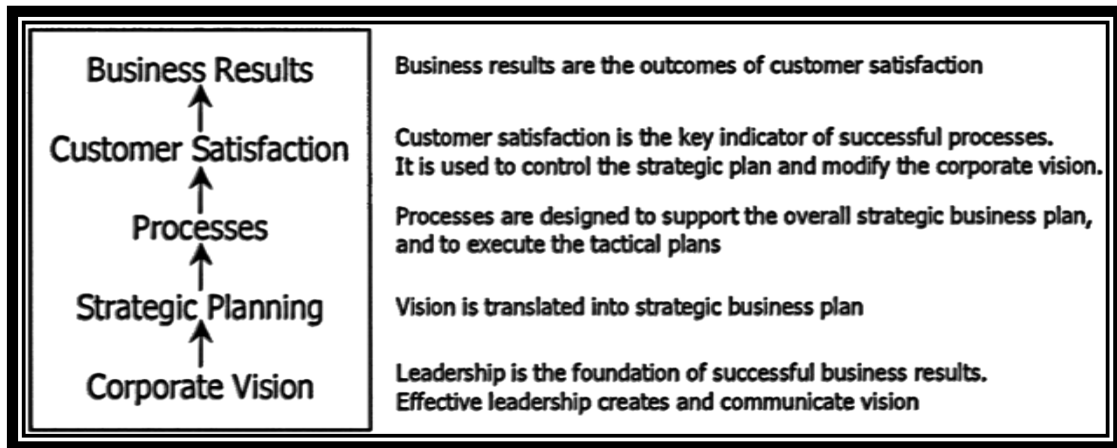 Business Results
Business results are the outcomes of customer satisfaction
Customer Satisfaction
Customer satisfaction is the key indicator of successful processes.
It is used to control the strategic plan and modify the corporate vision.
Processes
Processes are designed to support the overall strategic business plan,
and to execute the tactical plans
Strategic Planning
Vision is translated into strategic business plan
Corporate Vision
Leadership is the foundation of successful business results.
Effective leadership creates and communicate vision